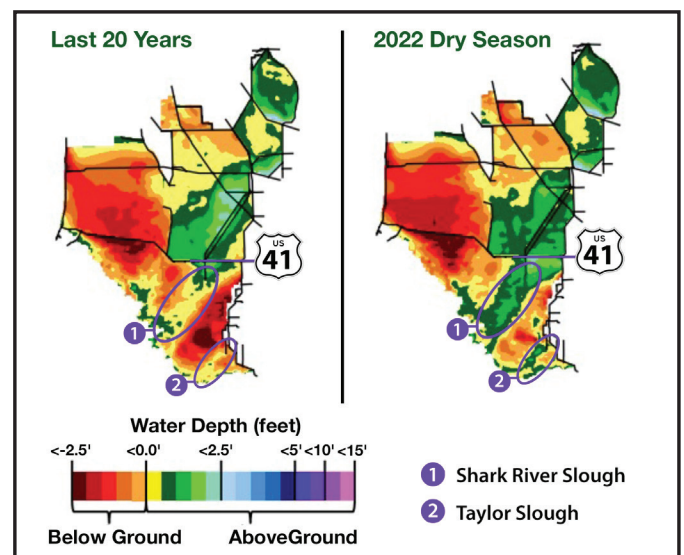 Last 20 Years
2022 Dry Season
US
41
US
41
1
1
2
2
Water Depth (feet)
<-2.5' <0.0' <2.5' <5' <10' <15'
Below Ground AboveGround
1 Shark River Slough
2 Taylor Slough